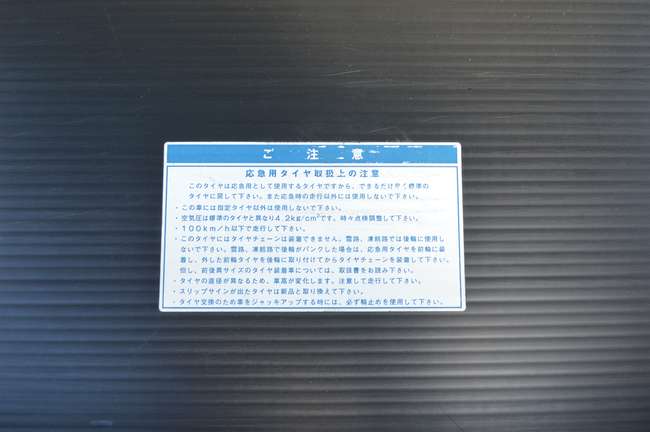 ご注意
応急用タイヤ取扱上の注意
このタイヤは応急用として使用するタイヤですから、できるだけ早く標準の
タイヤに戻して下さい。また応急時の走行以外には使用しないで下さい。
・この車には指定タイヤ以外は使用しないで下さい。
・空気圧は標準のタイヤと異なり4.2kg/cm²です。時々点検調整して下さい。
・100km/h以下で走行して下さい。
・このタイヤにはタイヤチェーンは装着できません。雪路、凍結路では後輪に使用し
ないで下さい。雪路、凍結路で後輪がパンクした場合は、応急用タイヤを前輪に装
着し、外した前輪タイヤを後輪に取り付けてからタイヤチェーンを装着して下さい。
但し、前後異サイズのタイヤ装着車については、取説書をお読み下さい。
・タイヤの直径が異なるため、車高が変化します。注意して走行して下さい。
・スリップサインが出たタイヤは新品と取り換えて下さい。
・タイヤ交換のため車をジャッキアップする時には、必ず輪止めを使用して下さい。